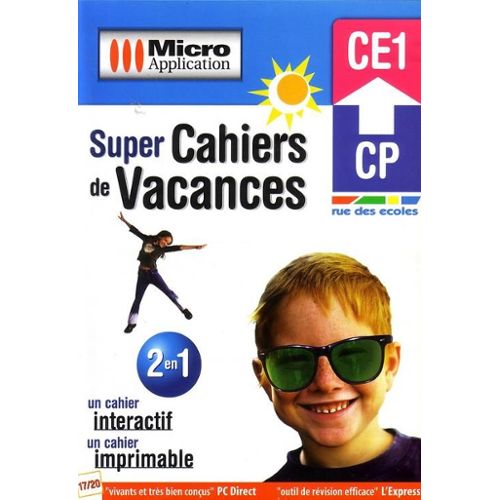 Micro
Application
CE1
CP
rue des ecoles
Super Cahiers
de Vacances
2 en 1
un cahier
interactif
un cahier
imprimable
17/20
"vivants et très bien conçus" PC Direct
"outil de révision efficace" L'Express